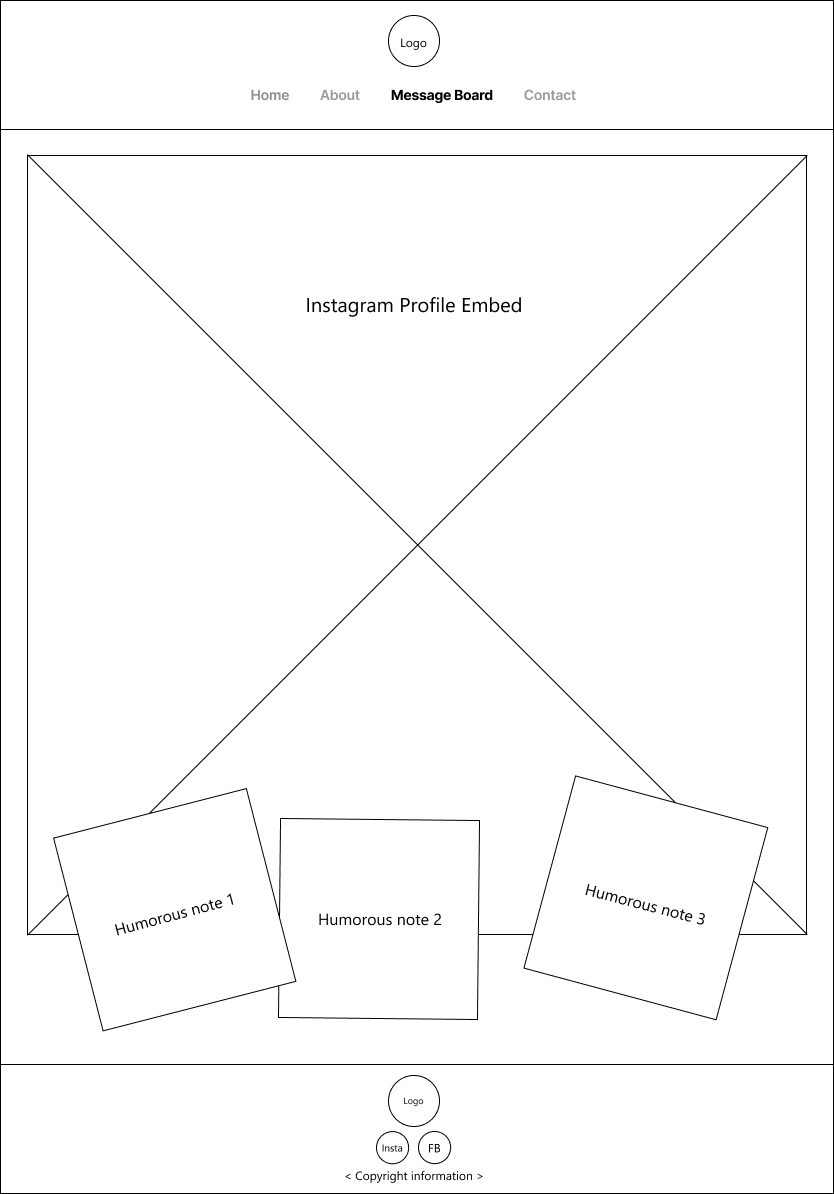 Logo
Home About Message Board Contact
Instagram Profile Embed
Humorous note 1
Humorous note 2
Humorous note 3
Logo
Insta FB
< Copyright information >